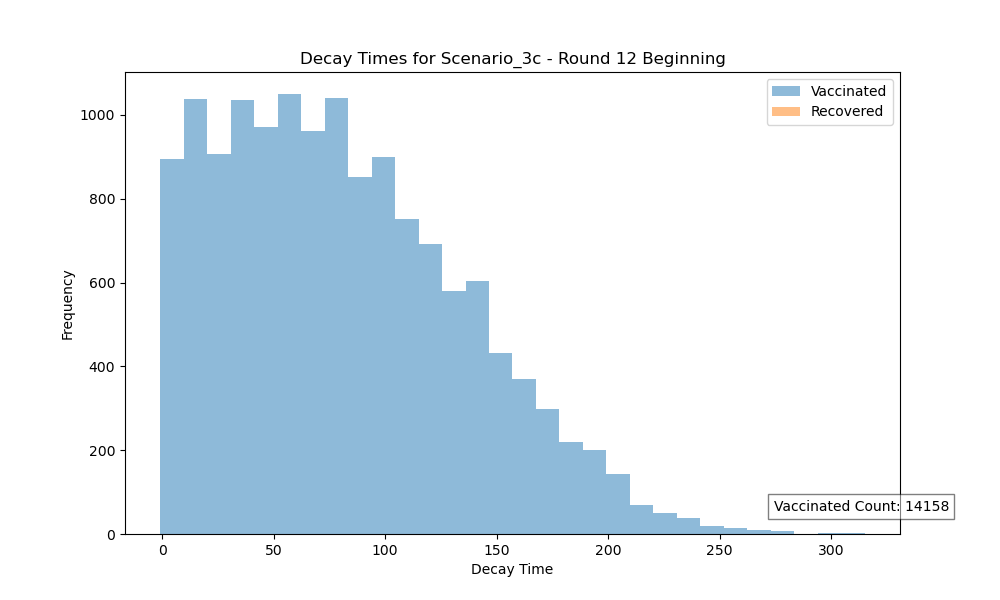 Decay Times for Scenario_3c - Round 12 Beginning
Vaccinated
Recovered
1000
800
600
400
200
0
Frequency
Vaccinated Count: 14158
0 50 100 150 200 250 300
Decay Time